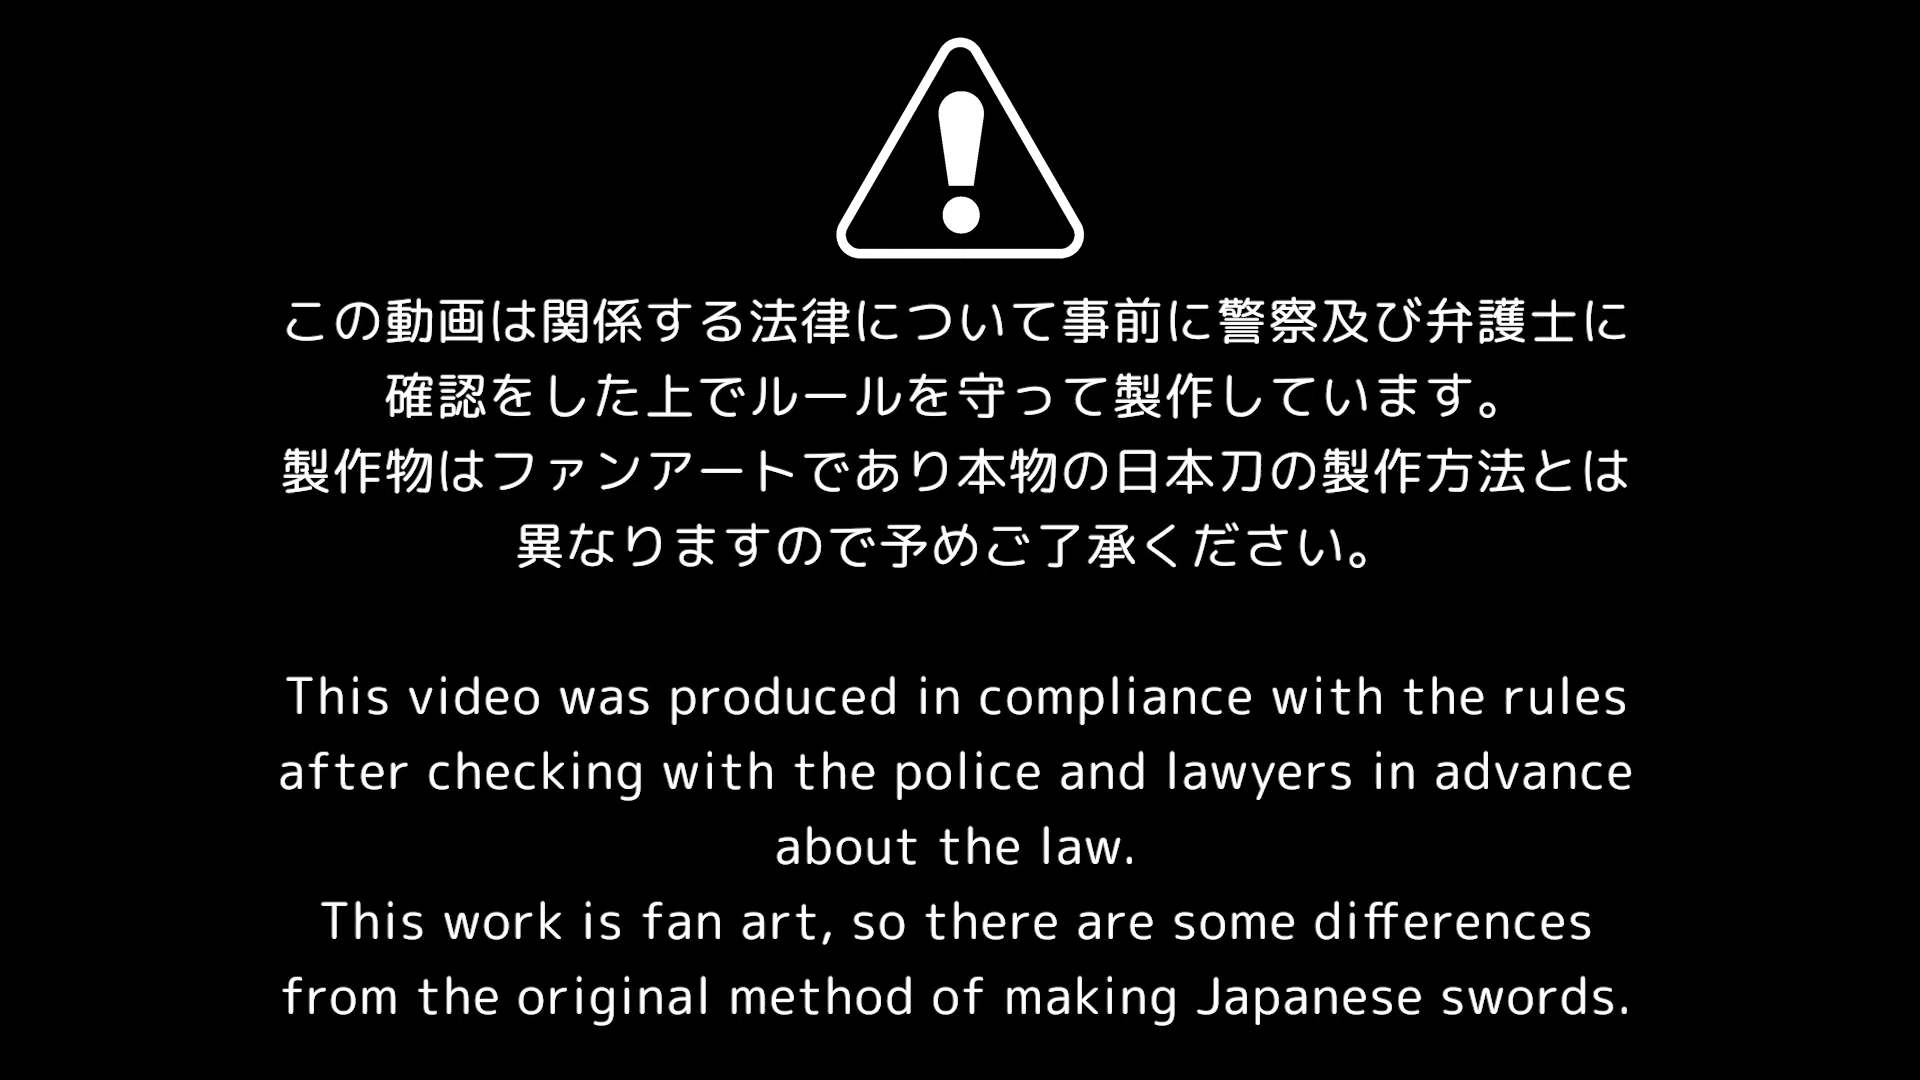 この動画は関係する法律について事前に警察及び弁護士に
確認をした上でルールを守って製作しています。
製作物はファンアートであり本物の日本刀の製作方法とは
異なりますので予めご了承ください。
This video was produced in compliance with the rules
after checking with the police and lawyers in advance
about the law.
This work is fan art, so there are some differences
from the original method of making Japanese swords.